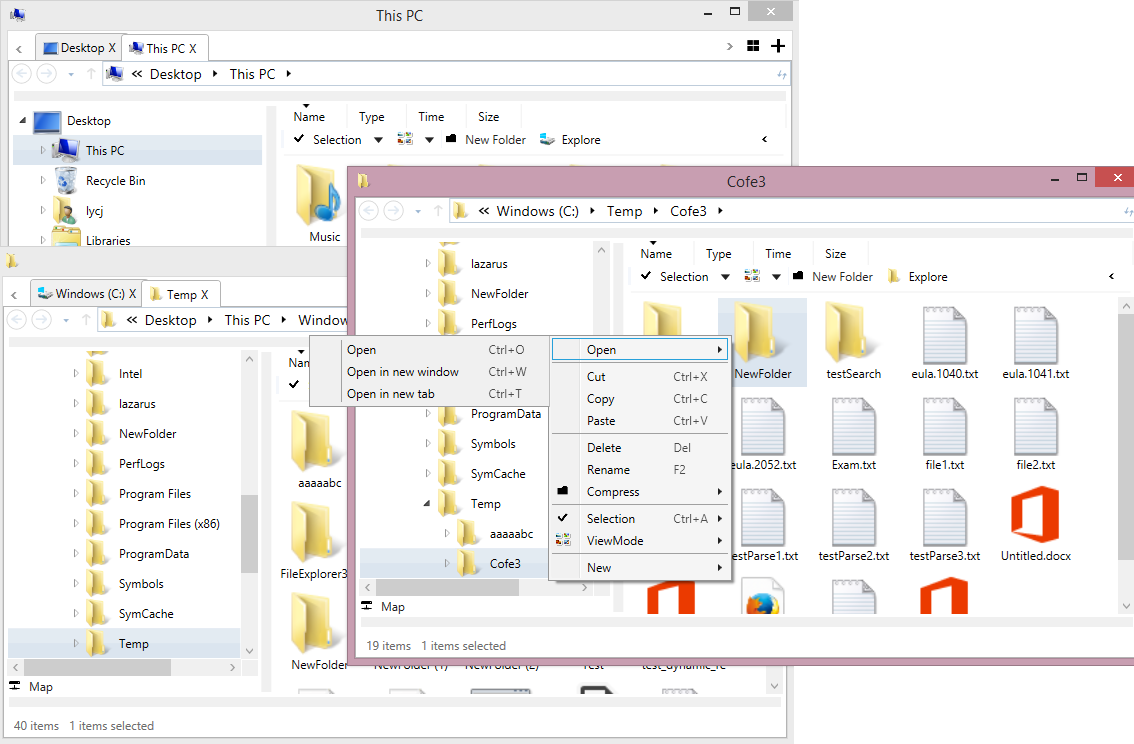 This PC
Desktop X
This PC X
« Desktop This PC
Desktop
This PC
Recycle Bin
lycj
Libraries
Name Type Time Size
Selection New Folder Explore
Music
Windows (C:) X
Temp X
« Desktop This PC Window
Intel
lazarus
NewFolder
PerfLogs
Program Files
Program Files (x86)
ProgramData
Symbols
SymCache
Temp
Map
40 items 1 items selected
aaaaabc
FileExplorer3
NewFolder
NewFolder (1)
NewFolder (2)
Test
test_dynamic_rc
Cofe3
« Windows (C:) Temp Cofe3
lazarus
NewFolder
PerfLogs
ProgramData
Symbols
SymCache
Temp
aaaaabc
Cofe3
Map
19 items 1 items selected
Name Type Time Size
Selection New Folder Explore
NewFolder
testSearch
eula.1040.txt
eula.1041.txt
eula.2052.txt
Exam.txt
file1.txt
file2.txt
testParse1.txt
testParse2.txt
testParse3.txt
Untitled.docx
Open Ctrl+O
Open in new window Ctrl+W
Open in new tab Ctrl+T
Open
Cut Ctrl+X
Copy Ctrl+C
Paste Ctrl+V
Delete Del
Rename F2
Compress
Selection Ctrl+A
ViewMode
New